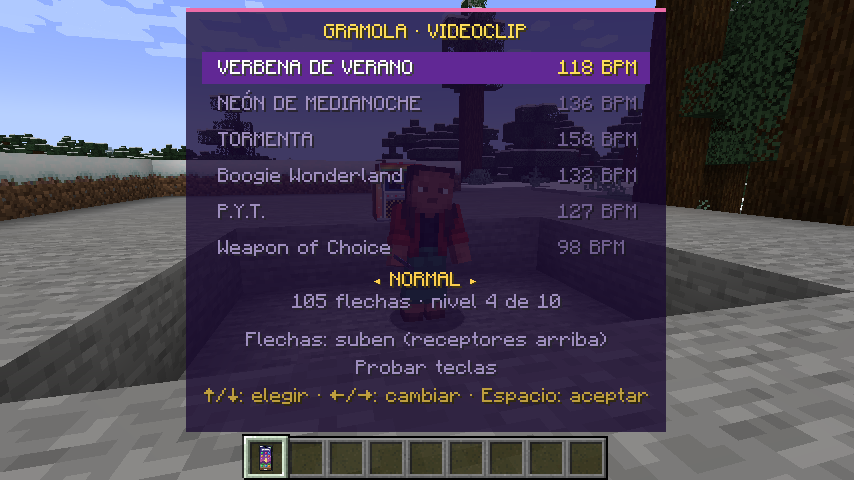 GRAMOLA · VIDEOCLIP
VERBENA DE VERANO 118 BPM
NEÓN DE MEDIANOCHE 136 BPM
TORMENTA 158 BPM
Boogie Wonderland 132 BPM
P.Y.T. 127 BPM
Weapon of Choice 98 BPM
◂ NORMAL ▸
105 flechas · nivel 4 de 10
Flechas: suben (receptores arriba)
Probar teclas
↑/↓: elegir · ←/→: cambiar · Espacio: aceptar